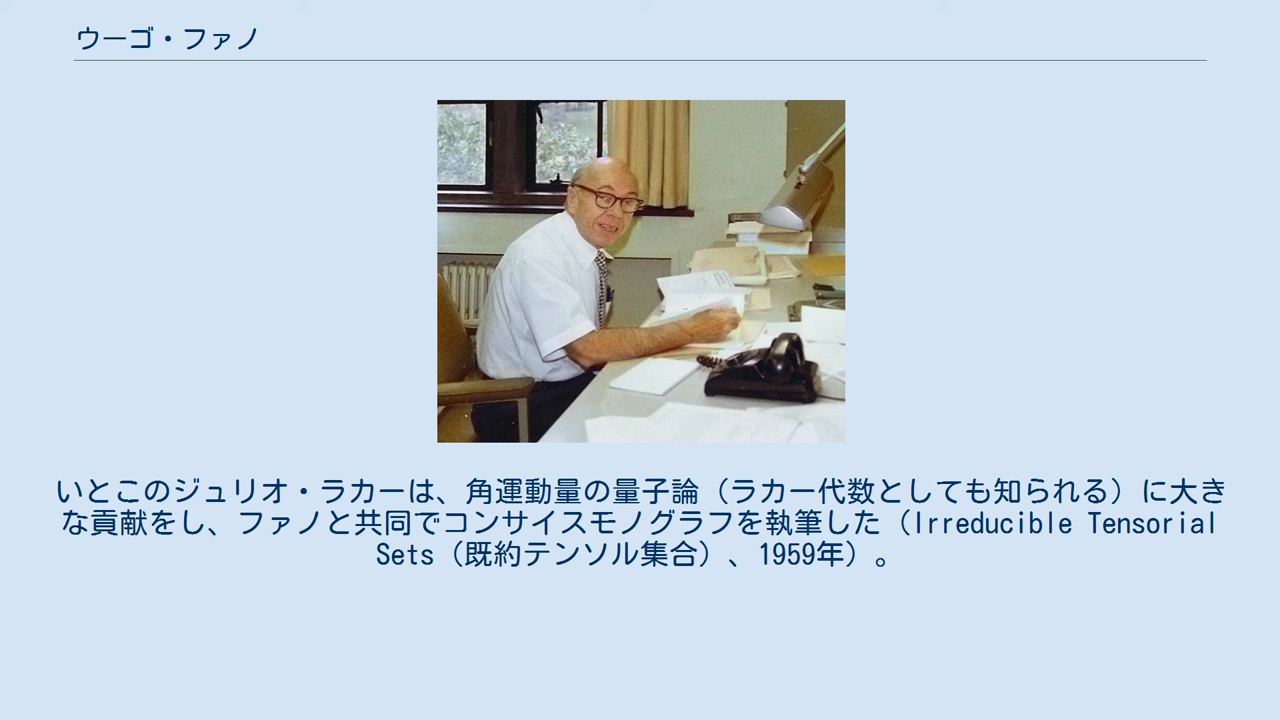 ウーゴ・ファノ
いとこのジュリオ・ラカーは、角運動量の量子論（ラカー代数としても知られる）に大き
な貢献をし、ファノと共同でコンサイスモノグラフを執筆した（Irreducible Tensorial
Sets（既約テンソル集合）、1959年）。